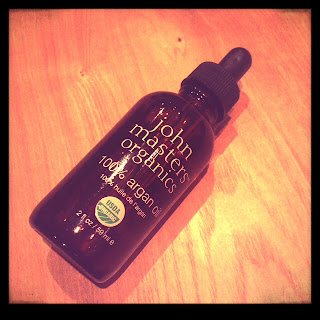 john
masters
organics
100% argan oil
100% huile de l'argan
USDA
ORGANIC
2 fl oz / 59 ml e